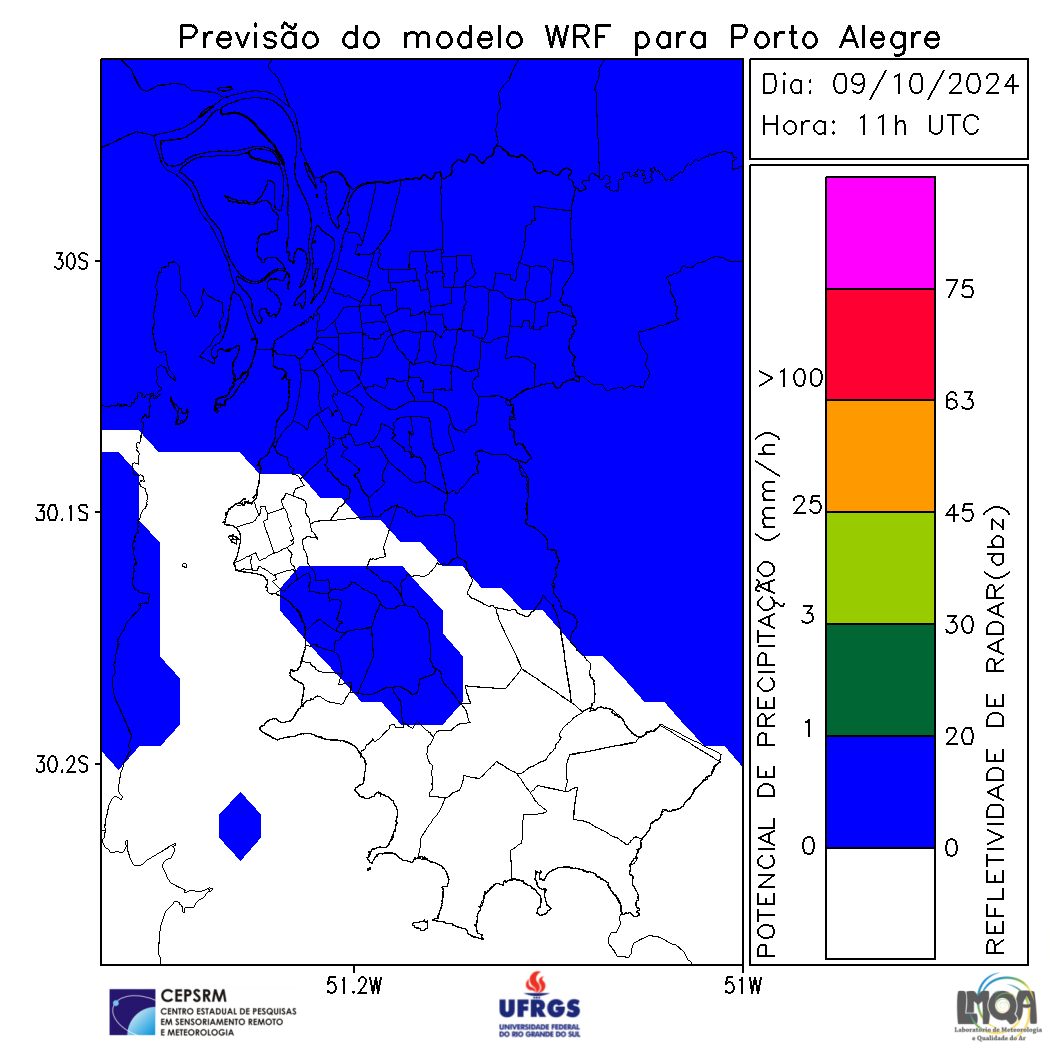 Previsão do modelo WRF para Porto Alegre
Dia: 09/10/2024
Hora: 11h UTC
30S
30.1S
30.2S
51.2W
51W
POTENCIAL DE PRECIPITAÇÃO (mm/h)
>100
25
3
1
0
75
63
45
30
20
0
REFLETIVIDADE DE RADAR(dbz)
CEPSRM
CENTRO ESTADUAL DE PESQUISAS
EM SENSORIAMENTO REMOTO
E METEOROLOGIA
UFRGS
UNIVERSIDADE FEDERAL
DO RIO GRANDE DO SUL
LMQA
Laboratório de Meteorologia
e Qualidade do Ar